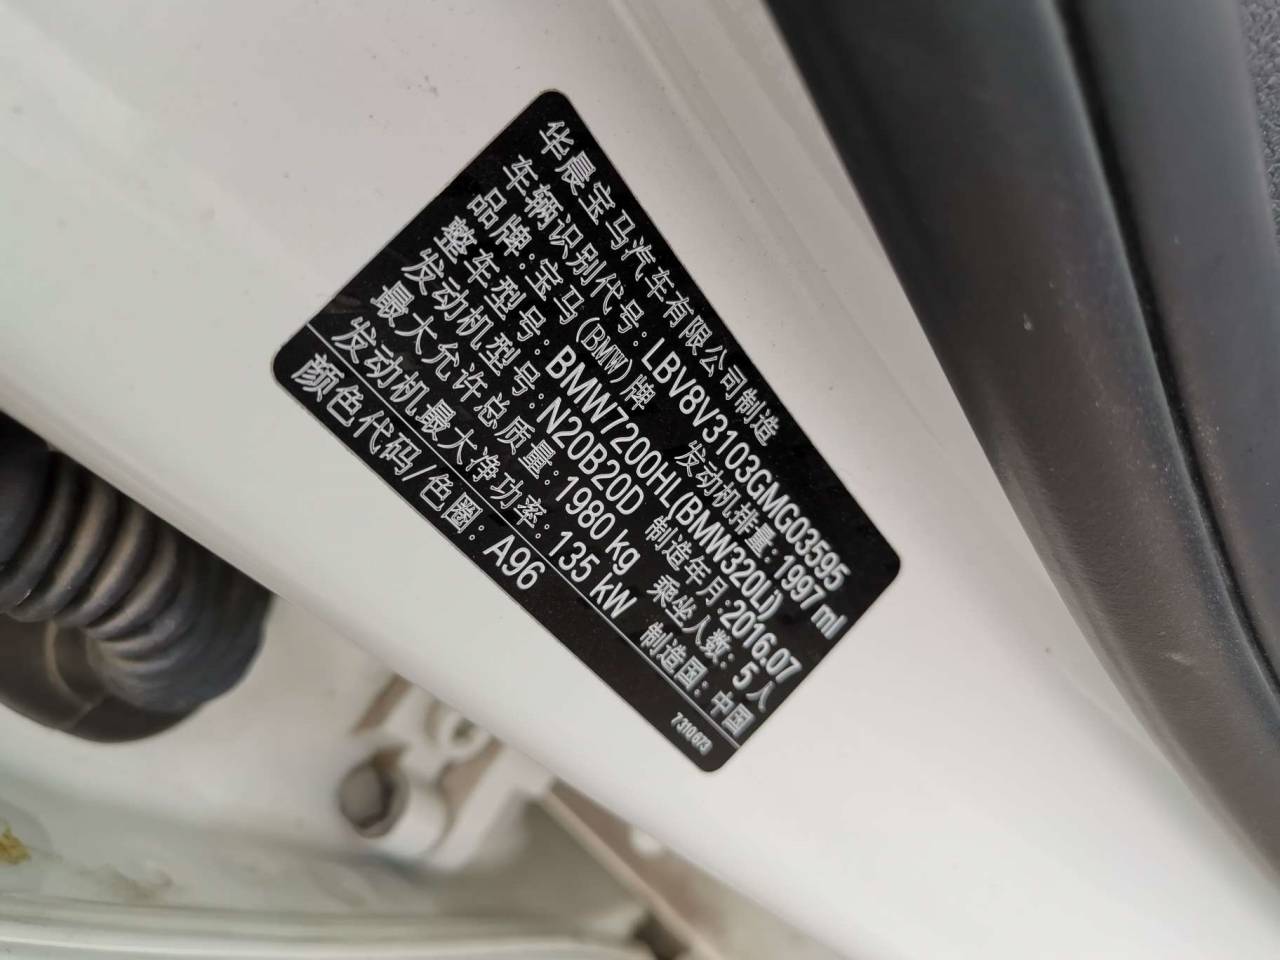 华晨宝马汽车有限公司制造
车辆识别代号: LBV8V3103GMG03595
品牌: 宝马(BMW)牌 发动机排量: 1997 ml
整车型号: BMW7200HL(BMW320Li)
发动机型号: N20B20D 制造年月: 2016.07
最大允许总质量: 1980 kg 乘坐人数: 5人
发动机最大净功率: 135 kW 制造国: 中国
颜色代码/色圈: A96 7310673